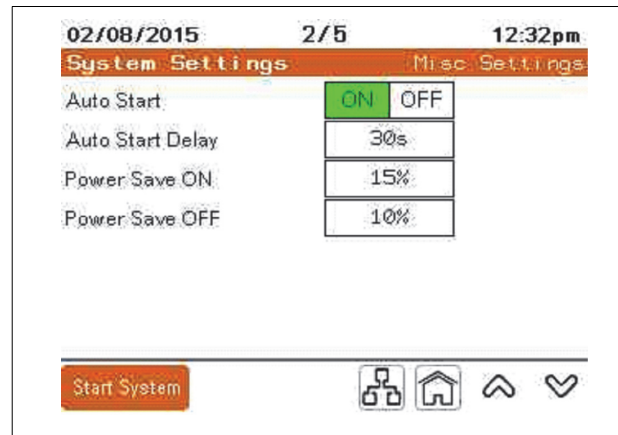 02/08/2015 2/5 12:32pm
System Settings Misc Settings
Auto Start ON OFF
Auto Start Delay 30s
Power Save ON 15%
Power Save OFF 10%
Start System